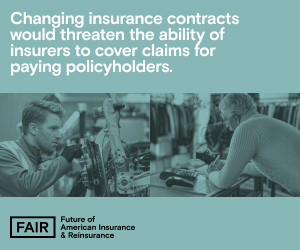 Changing insurance contracts
would threaten the ability of
insurers to cover claims for
paying policyholders.
FAIR
Future of
American Insurance
& Reinsurance